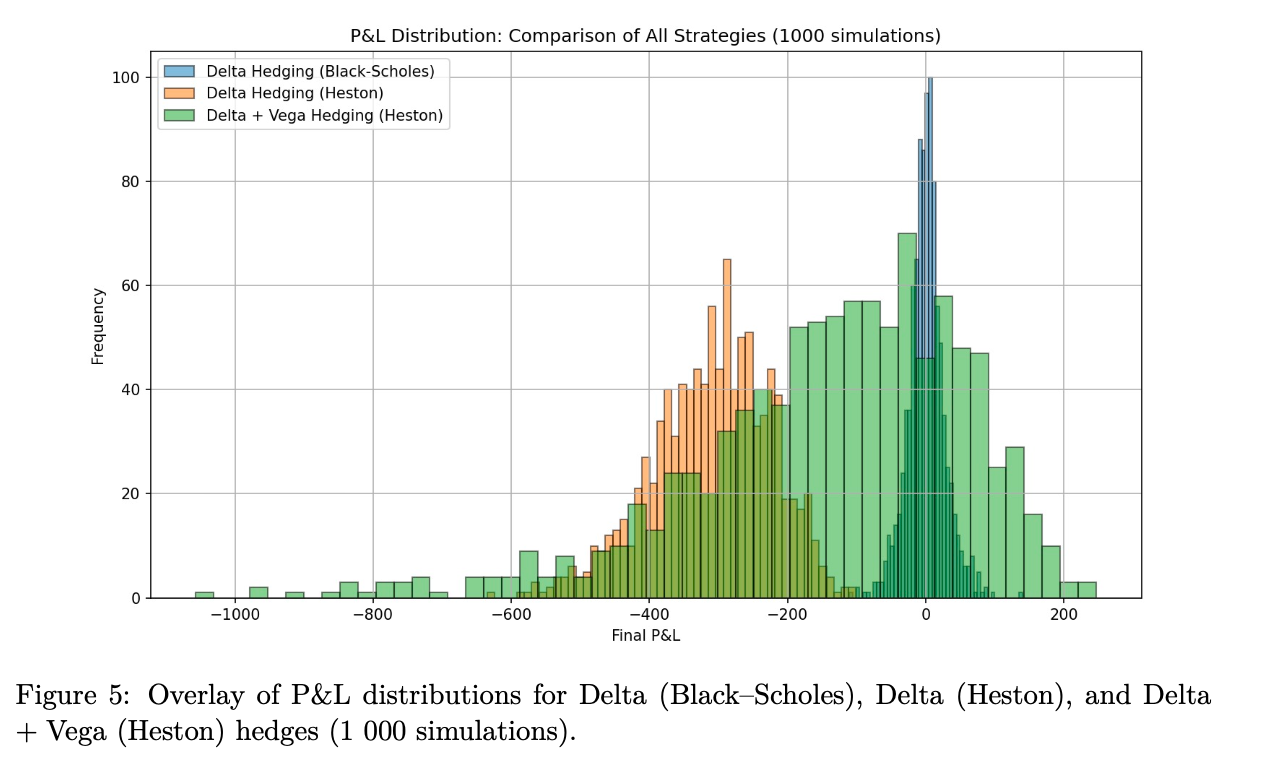 P&L Distribution: Comparison of All Strategies (1000 simulations)
Delta Hedging (Black-Scholes)
Delta Hedging (Heston)
Delta + Vega Hedging (Heston)
100
80
60
40
20
0
Frequency
−1000
−800
−600
−400
−200
0
200
Final P&L
Figure 5: Overlay of P&L distributions for Delta (Black–Scholes), Delta (Heston), and Delta
+ Vega (Heston) hedges (1 000 simulations).